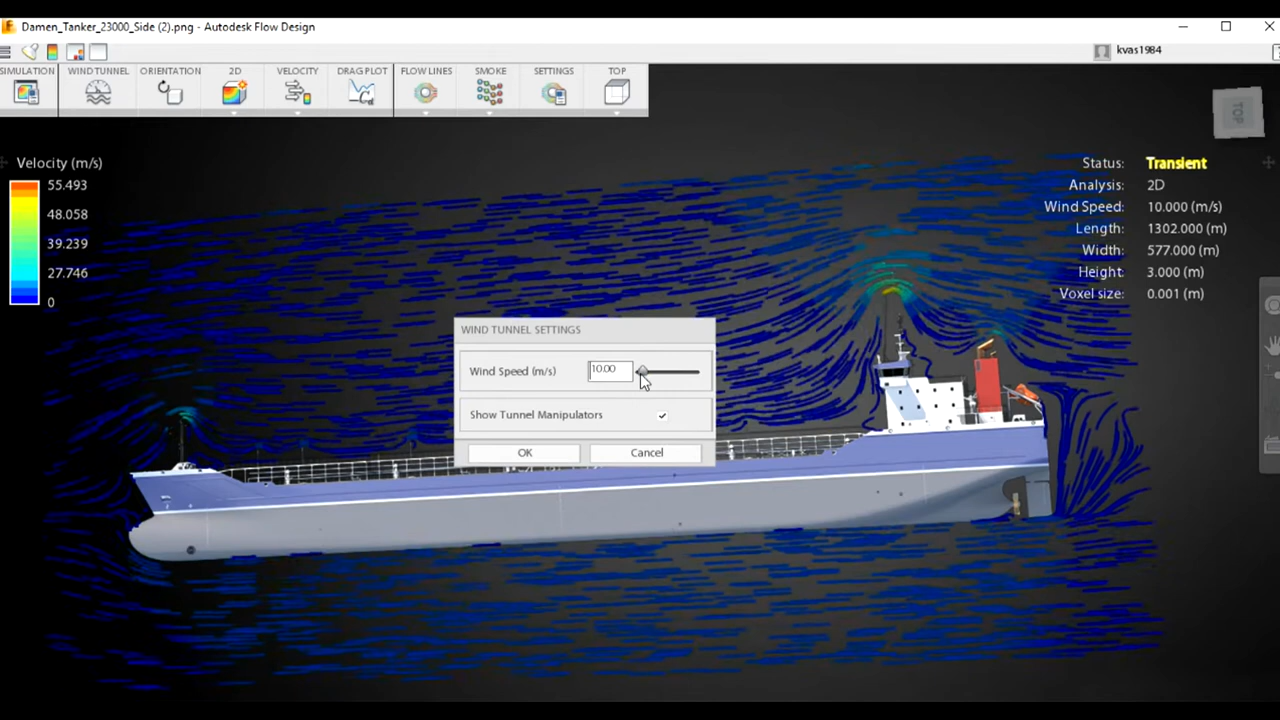 Damen_Tanker_23000_Side (2).png - Autodesk Flow Design
kvas1984
SIMULATION WIND TUNNEL ORIENTATION 2D VELOCITY DRAG PLOT FLOW LINES SMOKE SETTINGS TOP
TOP
Velocity (m/s)
55.493
48.058
39.239
27.746
0
Status: Transient
Analysis: 2D
Wind Speed: 10.000 (m/s)
Length: 1302.000 (m)
Width: 577.000 (m)
Height: 3.000 (m)
Voxel size: 0.001 (m)
WIND TUNNEL SETTINGS
Wind Speed (m/s) 10.00
Show Tunnel Manipulators
OK Cancel